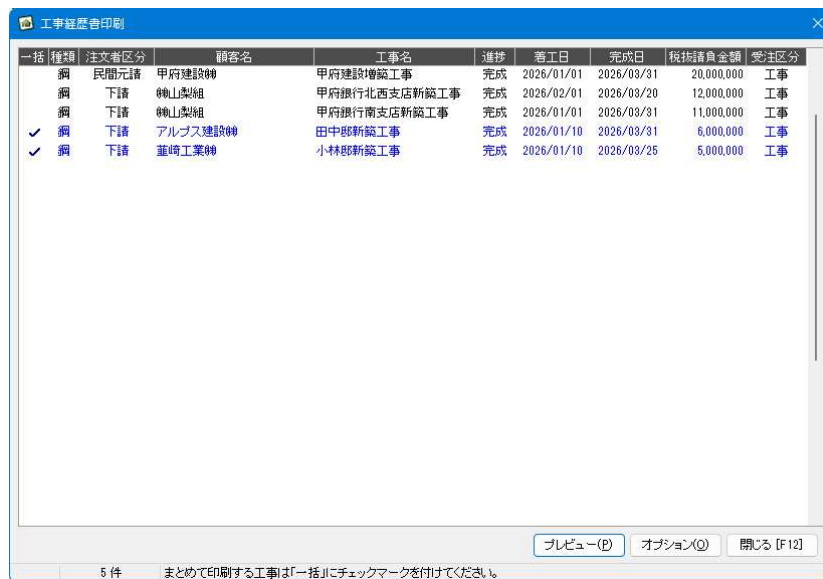 工事経歴書印刷
一括 種類 注文者区分 顧客名 工事名 進捗 着工日 完成日 税抜請負金額 受注区分
鋼 民間元請 甲府建設㈱ 甲府建設増築工事 完成 2026/01/01 2026/03/31 20,000,000 工事
鋼 下請 ㈱山梨組 甲府銀行北西支店新築工事 完成 2026/02/01 2026/03/20 12,000,000 工事
鋼 下請 ㈱山梨組 甲府銀行南支店新築工事 完成 2026/01/01 2026/03/31 11,000,000 工事
✓ 鋼 下請 アルプス建設㈱ 田中邸新築工事 完成 2026/01/10 2026/03/31 6,000,000 工事
✓ 鋼 下請 韮崎工業㈱ 小林邸新築工事 完成 2026/01/10 2026/03/25 5,000,000 工事
プレビュー(P) オプション(O) 閉じる [F12]
5 件 まとめて印刷する工事は「一括」にチェックマークを付けてください。